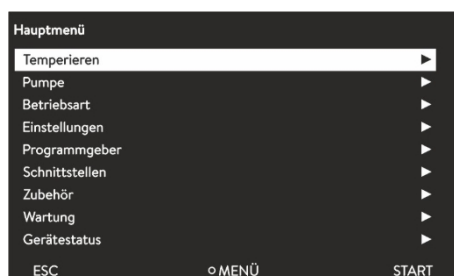 Hauptmenü
Temperieren
Pumpe
Betriebsart
Einstellungen
Programmgeber
Schnittstellen
Zubehör
Wartung
Gerätestatus
ESC MENÜ START